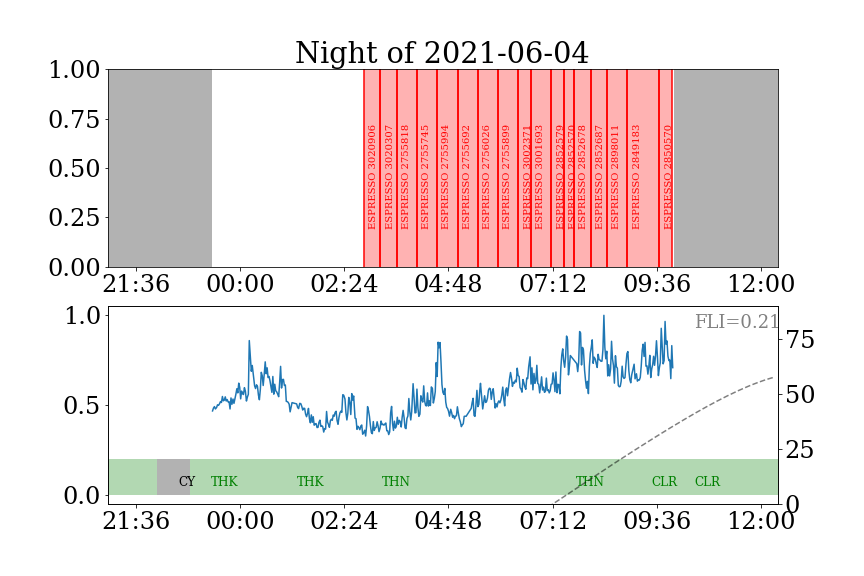 Night of 2021-06-04
1.00
0.75
0.50
0.25
0.00
ESPRESSO 3020906
ESPRESSO 3020307
ESPRESSO 2755818
ESPRESSO 2755745
ESPRESSO 2755994
ESPRESSO 2755692
ESPRESSO 2756026
ESPRESSO 2755899
ESPRESSO 3002371
ESPRESSO 3001693
ESPRESSO 2852579
ESPRESSO 2852570
ESPRESSO 2852678
ESPRESSO 2852687
ESPRESSO 2898011
ESPRESSO 2849183
ESPRESSO 2850570
21:36 00:00 02:24 04:48 07:12 09:36 12:00
1.0
0.5
0.0
FLI=0.21
75
50
25
0
CY THK THK THN THN CLR CLR
21:36 00:00 02:24 04:48 07:12 09:36 12:00